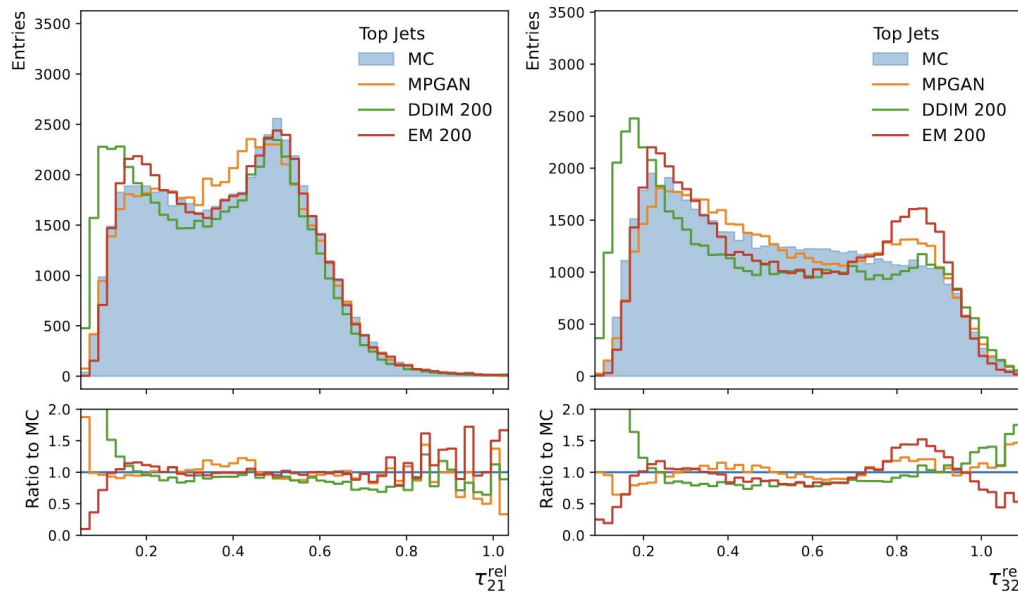 Entries
3500
3000
2500
2000
1500
1000
500
0
Top Jets
MC
MPGAN
DDIM 200
EM 200
Ratio to MC
2.0
1.5
1.0
0.5
0.0
0.2
0.4
0.6
0.8
1.0
τ₂₁ʳᵉˡ
Entries
3500
3000
2500
2000
1500
1000
500
0
Top Jets
MC
MPGAN
DDIM 200
EM 200
Ratio to MC
2.0
1.5
1.0
0.5
0.0
0.2
0.4
0.6
0.8
1.0
τ₃₂ʳᵉ